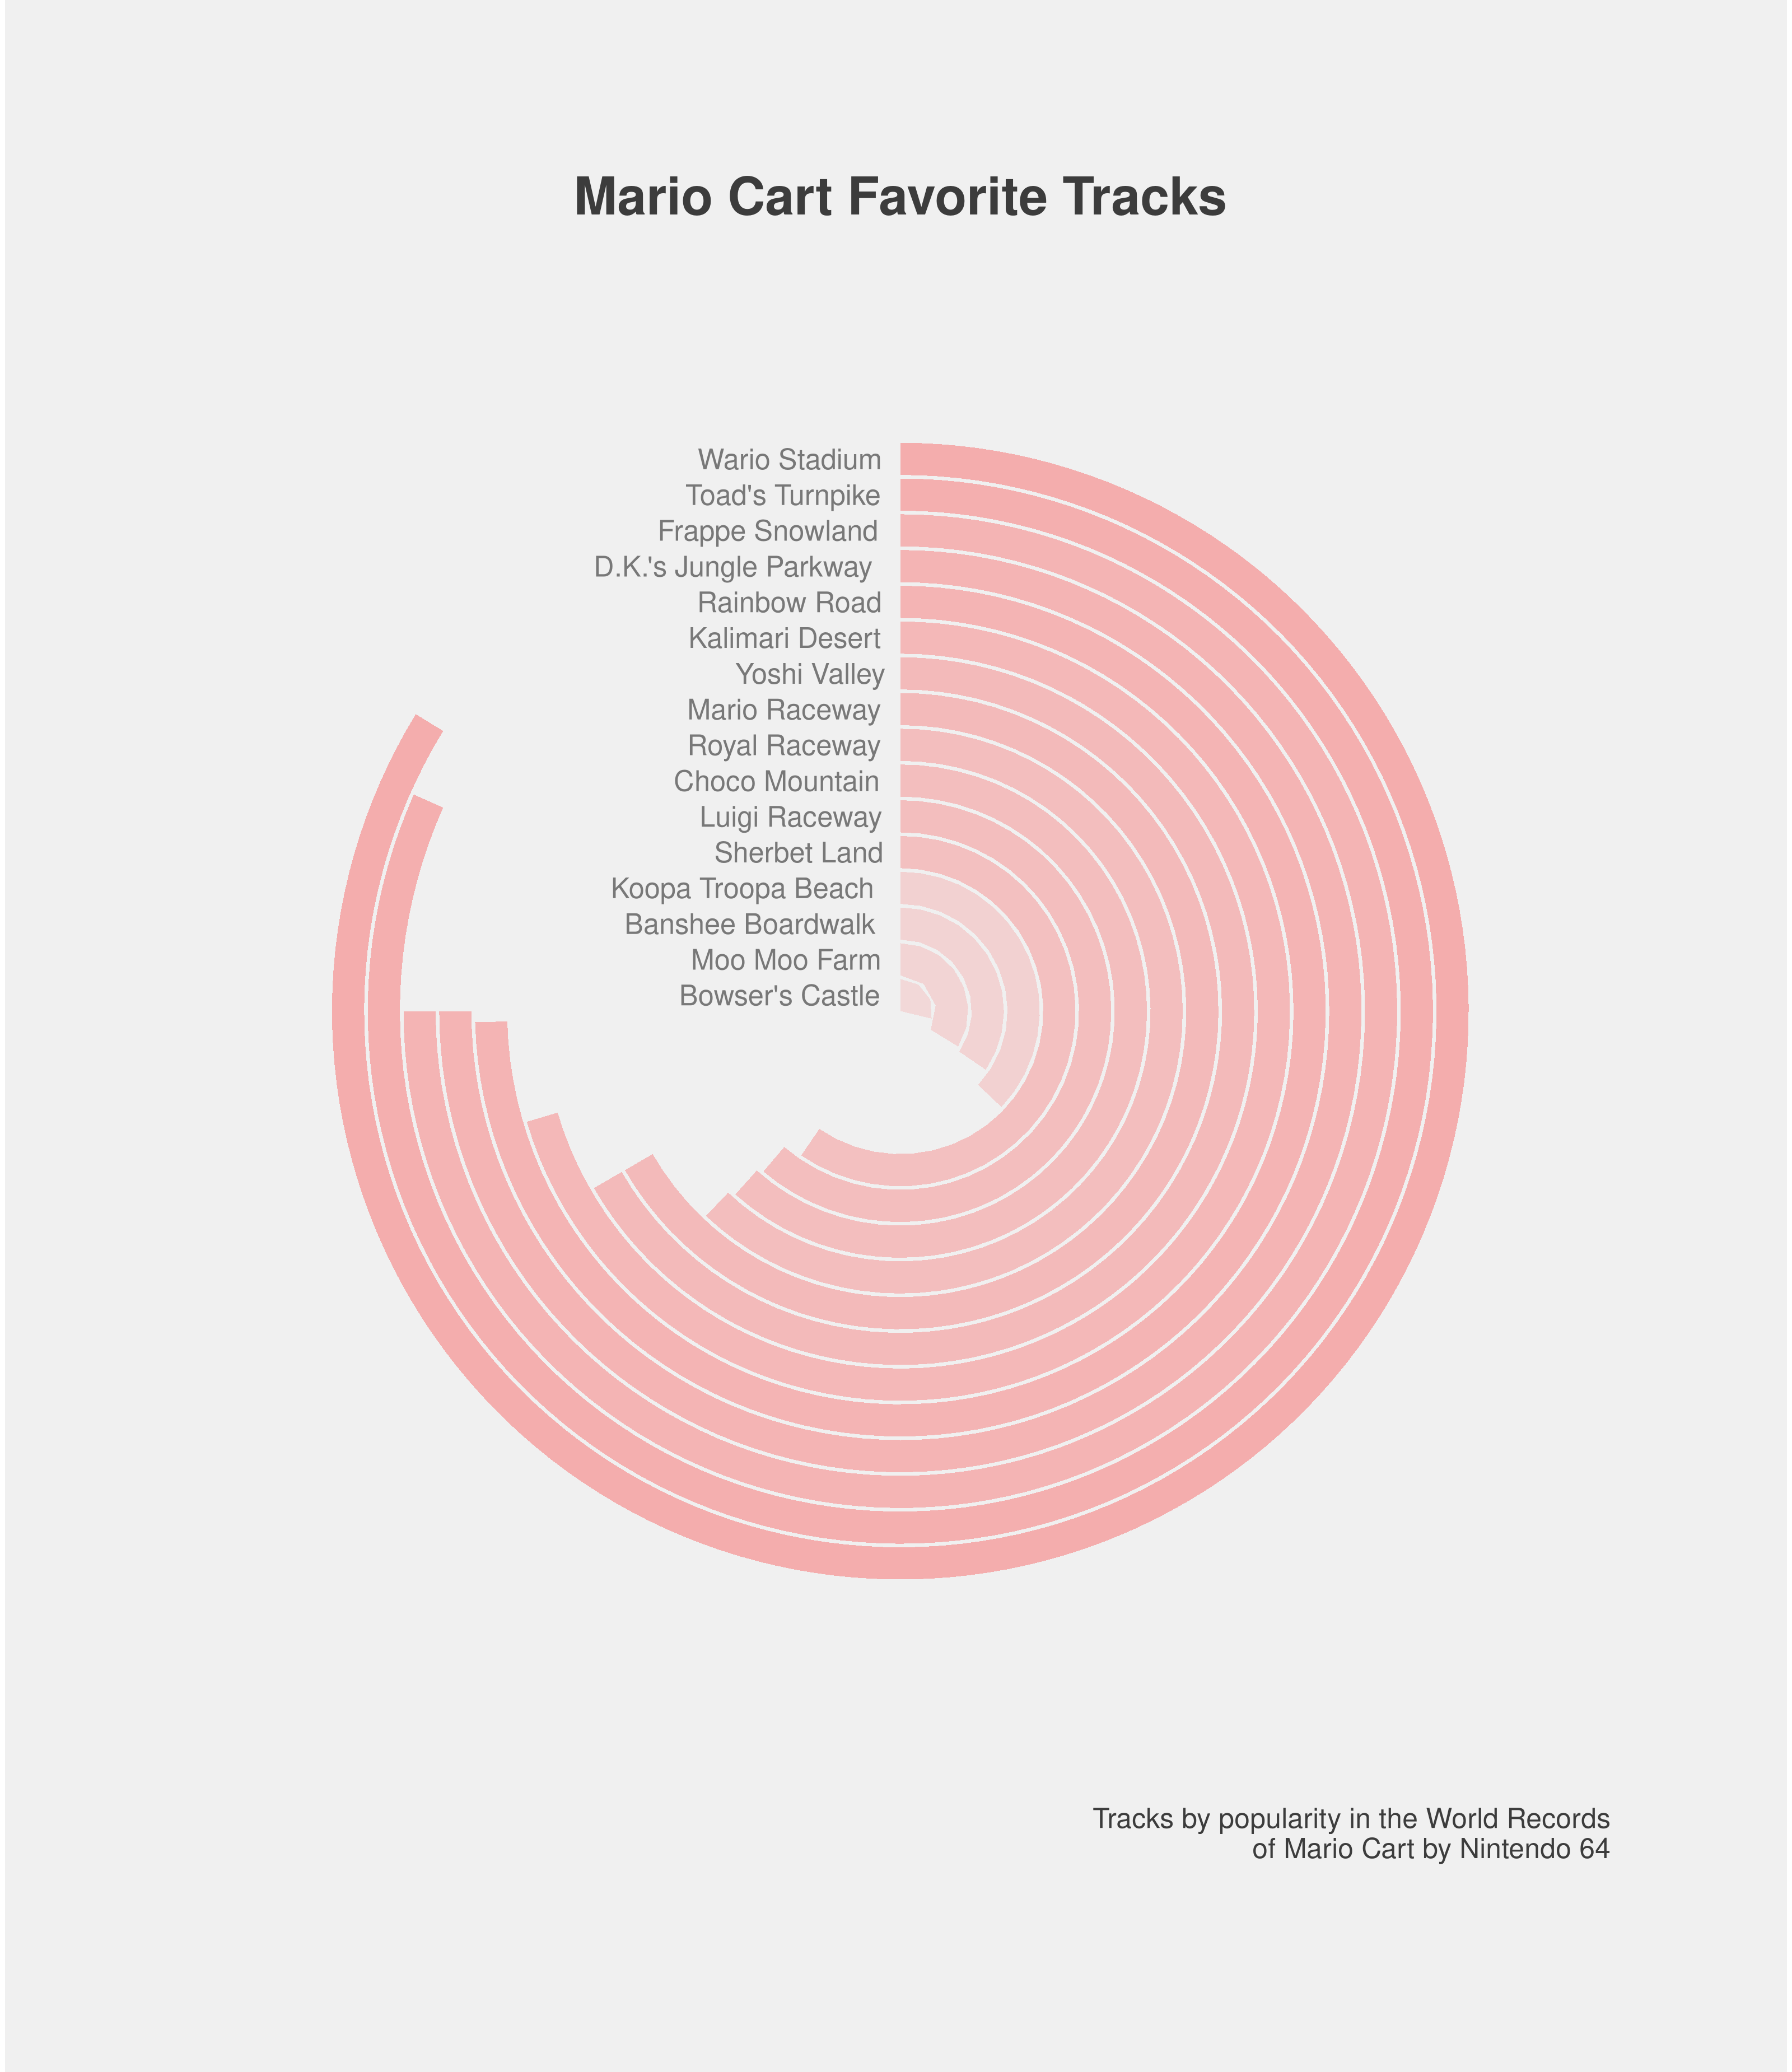 Mario Cart Favorite Tracks
Wario Stadium
Toad's Turnpike
Frappe Snowland
D.K.'s Jungle Parkway
Rainbow Road
Kalimari Desert
Yoshi Valley
Mario Raceway
Royal Raceway
Choco Mountain
Luigi Raceway
Sherbet Land
Koopa Troopa Beach
Banshee Boardwalk
Moo Moo Farm
Bowser's Castle
Tracks by popularity in the World Records
of Mario Cart by Nintendo 64